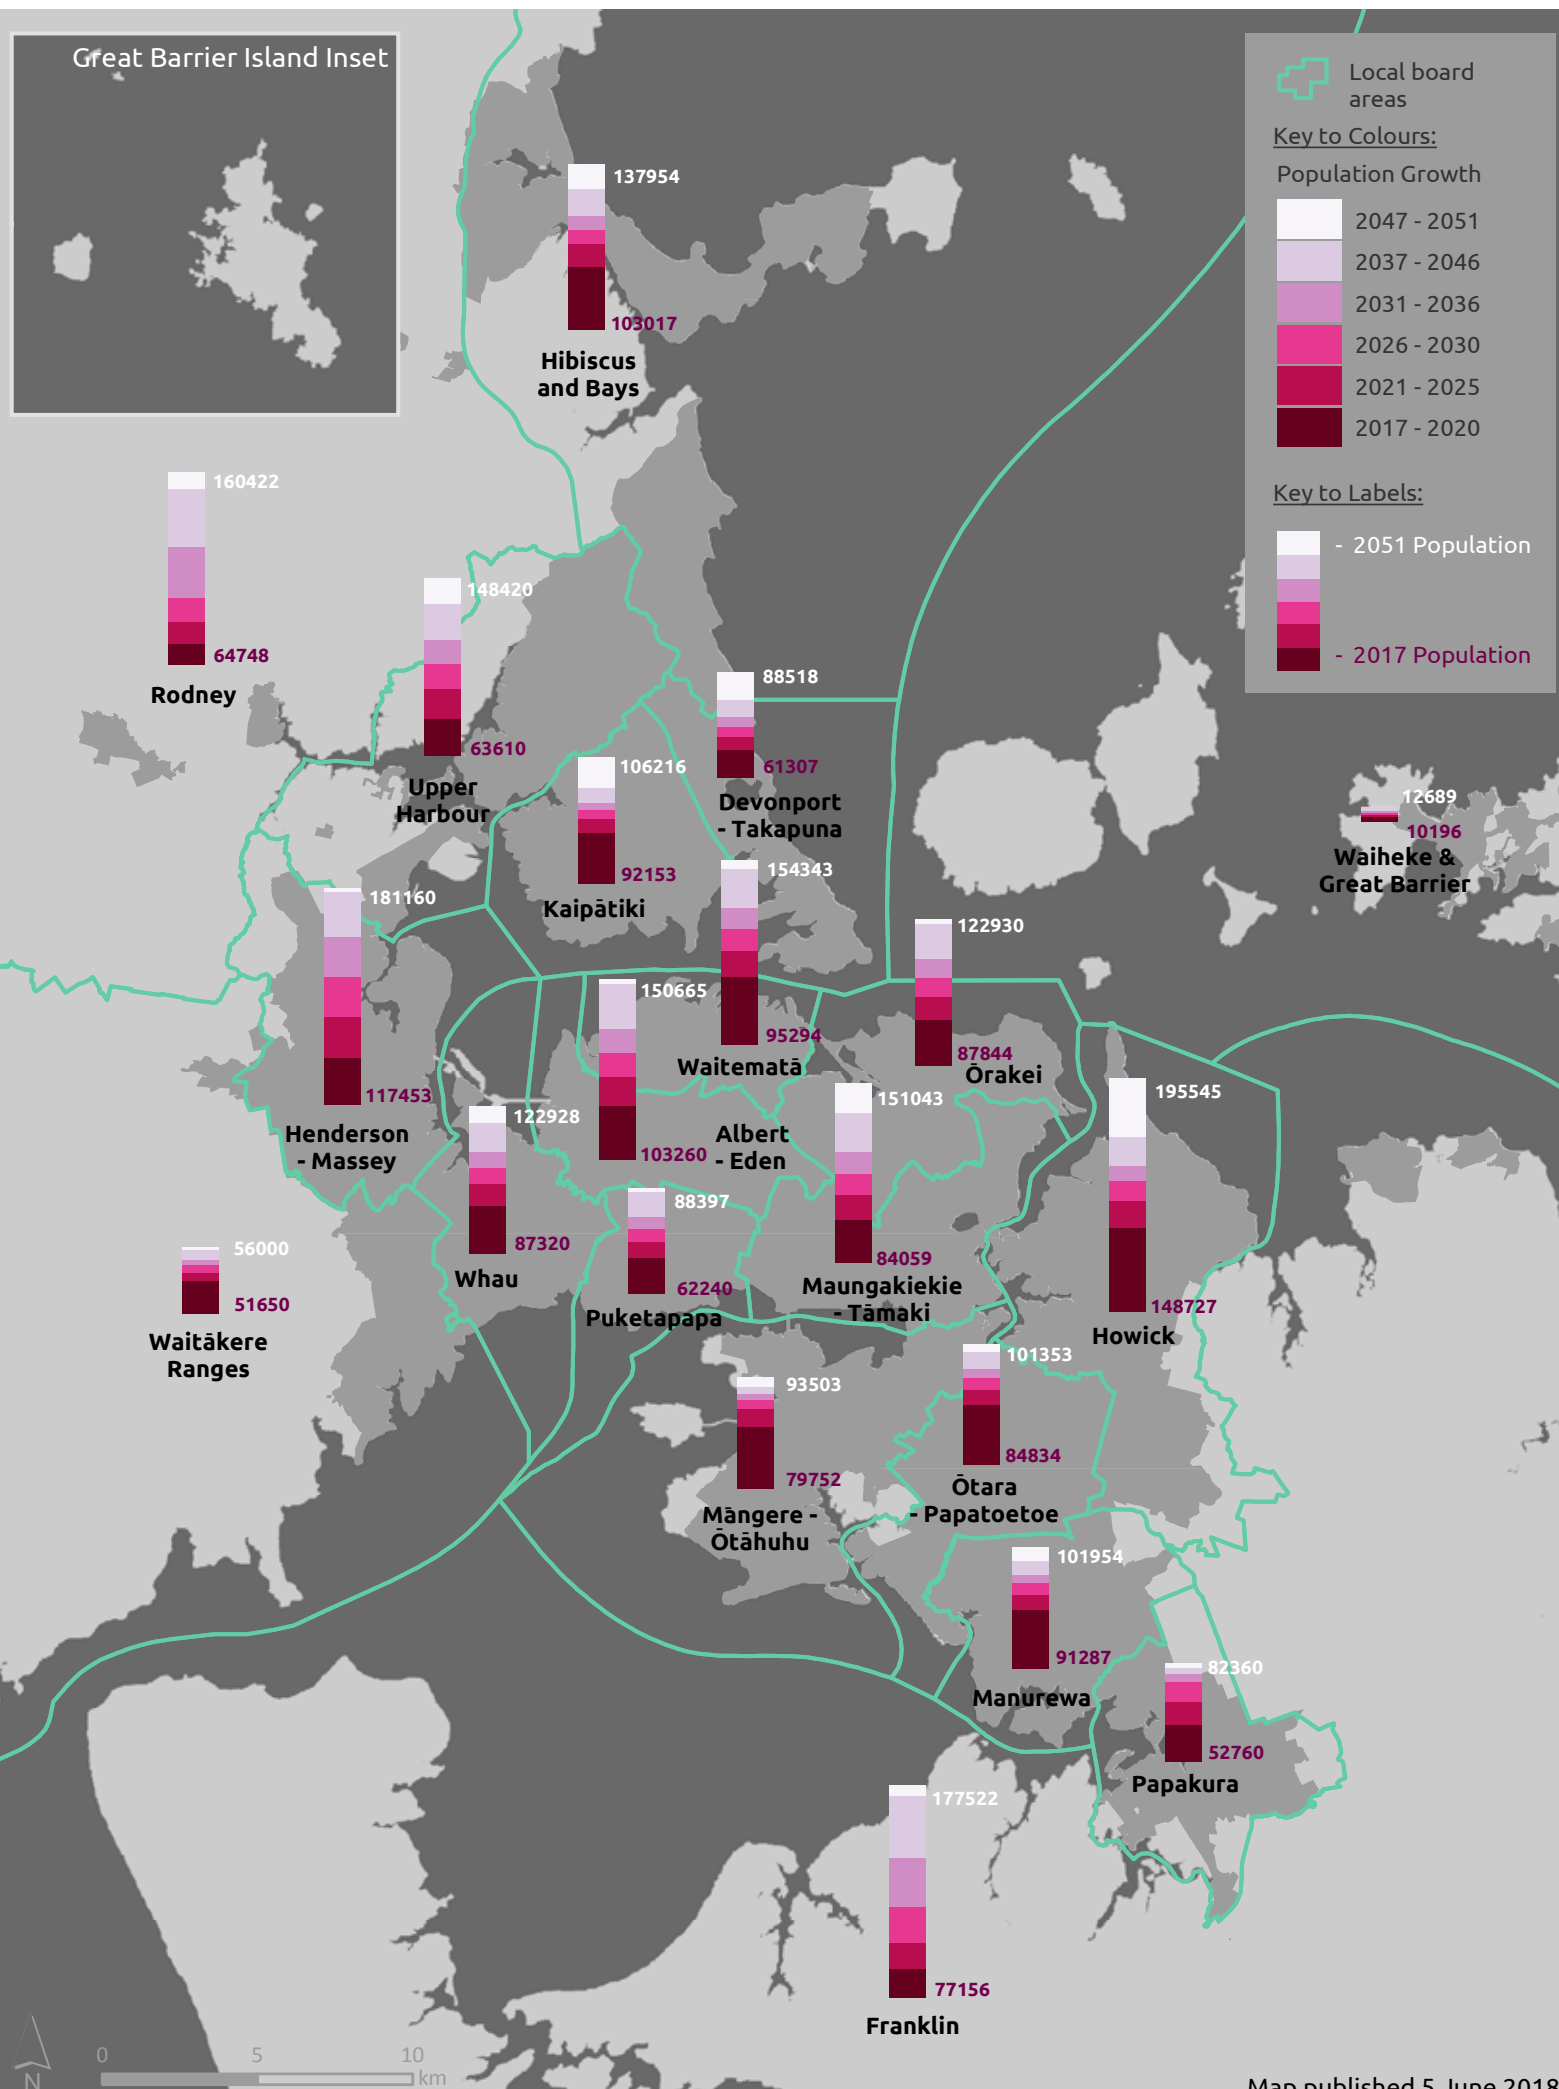 Great Barrier Island Inset
Local board
areas
Key to Colours:
Population Growth
2047 - 2051
2037 - 2046
2031 - 2036
2026 - 2030
2021 - 2025
2017 - 2020
Key to Labels:
- 2051 Population
- 2017 Population
137954
103017
Hibiscus
and Bays
160422
64748
Rodney
148420
63610
Upper
Harbour
88518
61307
Devonport
- Takapuna
106216
92153
Kaipātiki
12689
10196
Waiheke &
Great Barrier
154343
95294
Waitematā
181160
117453
Henderson
- Massey
122930
87844
Ōrakei
150665
103260
Albert
- Eden
151043
84059
Maungakiekie
- Tāmaki
195545
148727
Howick
122928
87320
Whau
88397
62240
Puketapapa
56000
51650
Waitākere
Ranges
101353
84834
Ōtara
- Papatoetoe
93503
79752
Māngere -
Ōtāhuhu
101954
91287
Manurewa
82360
52760
Papakura
177522
77156
Franklin
N
0 5 10
km
Map published 5 June 2018